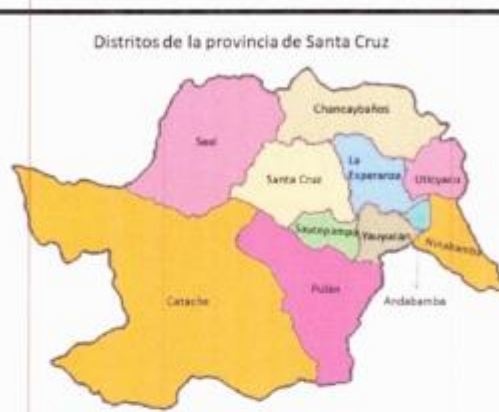 Distritos de la provincia de Santa Cruz
Chancaybaños
Sexi
La
Esperanza
Uticyacu
Santa Cruz
Saucepampa
Yauyucán
Ninabamba
Catache
Pulán
Andabamba